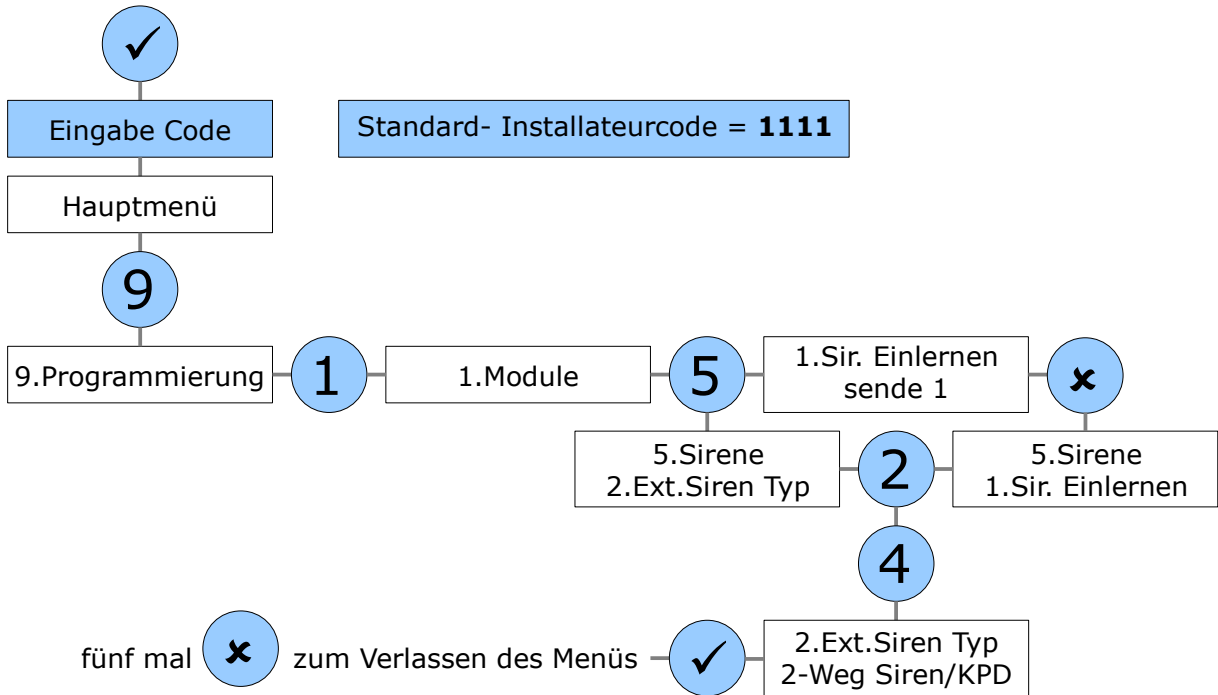 ✓
Eingabe Code
Standard- Installateurcode = 1111
Hauptmenü
9
9.Programmierung
1
1.Module
5
1.Sir. Einlernen
sende 1
✘
5.Sirene
2.Ext.Siren Typ
2
5.Sirene
1.Sir. Einlernen
4
2.Ext.Siren Typ
2-Weg Siren/KPD
✓
fünf mal ✘ zum Verlassen des Menüs